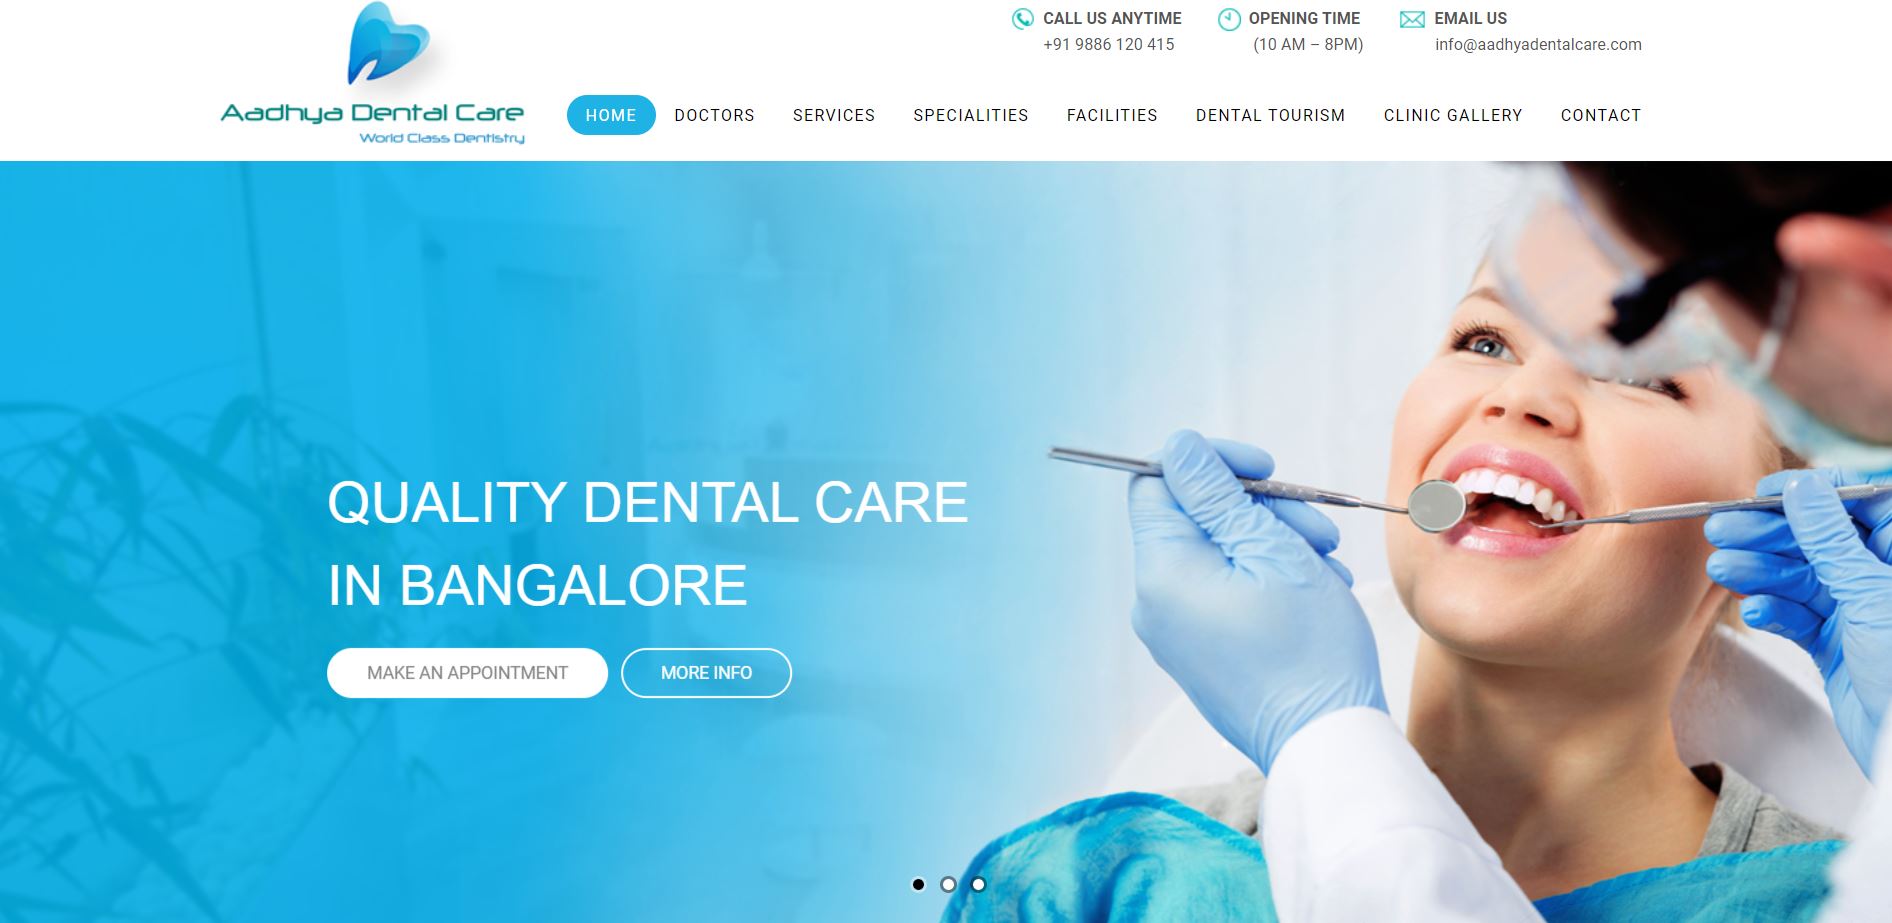 CALL US ANYTIME
+91 9886 120 415
OPENING TIME
(10 AM – 8PM)
EMAIL US
info@aadhyadentalcare.com
Aadhya Dental Care
World Class Dentistry
HOME DOCTORS SERVICES SPECIALITIES FACILITIES DENTAL TOURISM CLINIC GALLERY CONTACT
QUALITY DENTAL CARE
IN BANGALORE
MAKE AN APPOINTMENT MORE INFO